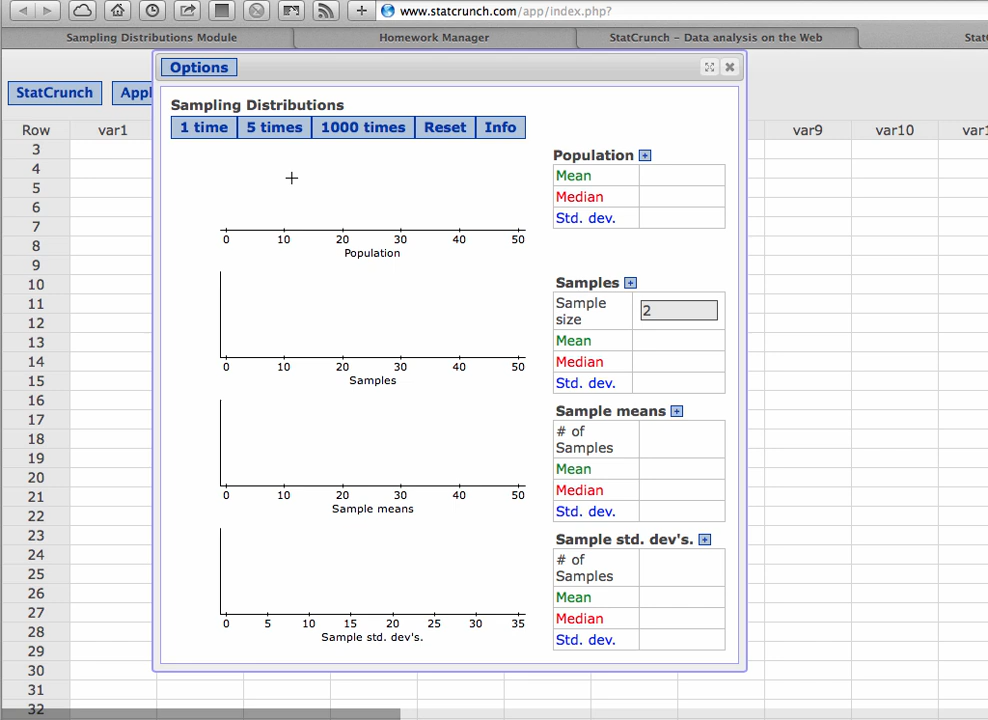 www.statcrunch.com/app/index.php?
Sampling Distributions Module
Homework Manager
StatCrunch – Data analysis on the Web
StatC
StatCrunch
Appl
Options
Row
var1
var9
var10
var1
3
4
5
6
7
8
9
10
11
12
13
14
15
16
17
18
19
20
21
22
23
24
25
26
27
28
29
30
31
32
Sampling Distributions
1 time
5 times
1000 times
Reset
Info
0 10 20 30 40 50
Population
0 10 20 30 40 50
Samples
0 10 20 30 40 50
Sample means
0 5 10 15 20 25 30 35
Sample std. dev's.
Population +
Mean
Median
Std. dev.
Samples +
Sample
size
2
Mean
Median
Std. dev.
Sample means +
# of
Samples
Mean
Median
Std. dev.
Sample std. dev's. +
# of
Samples
Mean
Median
Std. dev.